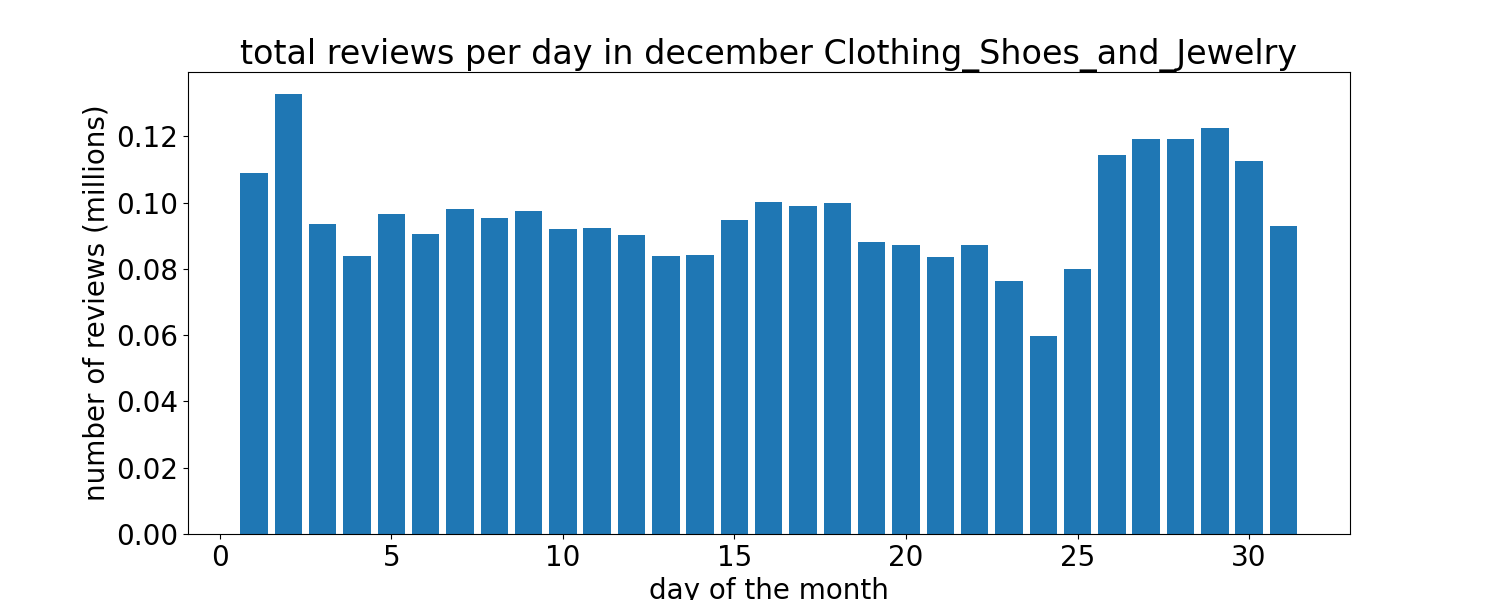 total reviews per day in december Clothing_Shoes_and_Jewelry
number of reviews (millions)
0.12
0.10
0.08
0.06
0.04
0.02
0.00
0 5 10 15 20 25 30
day of the month